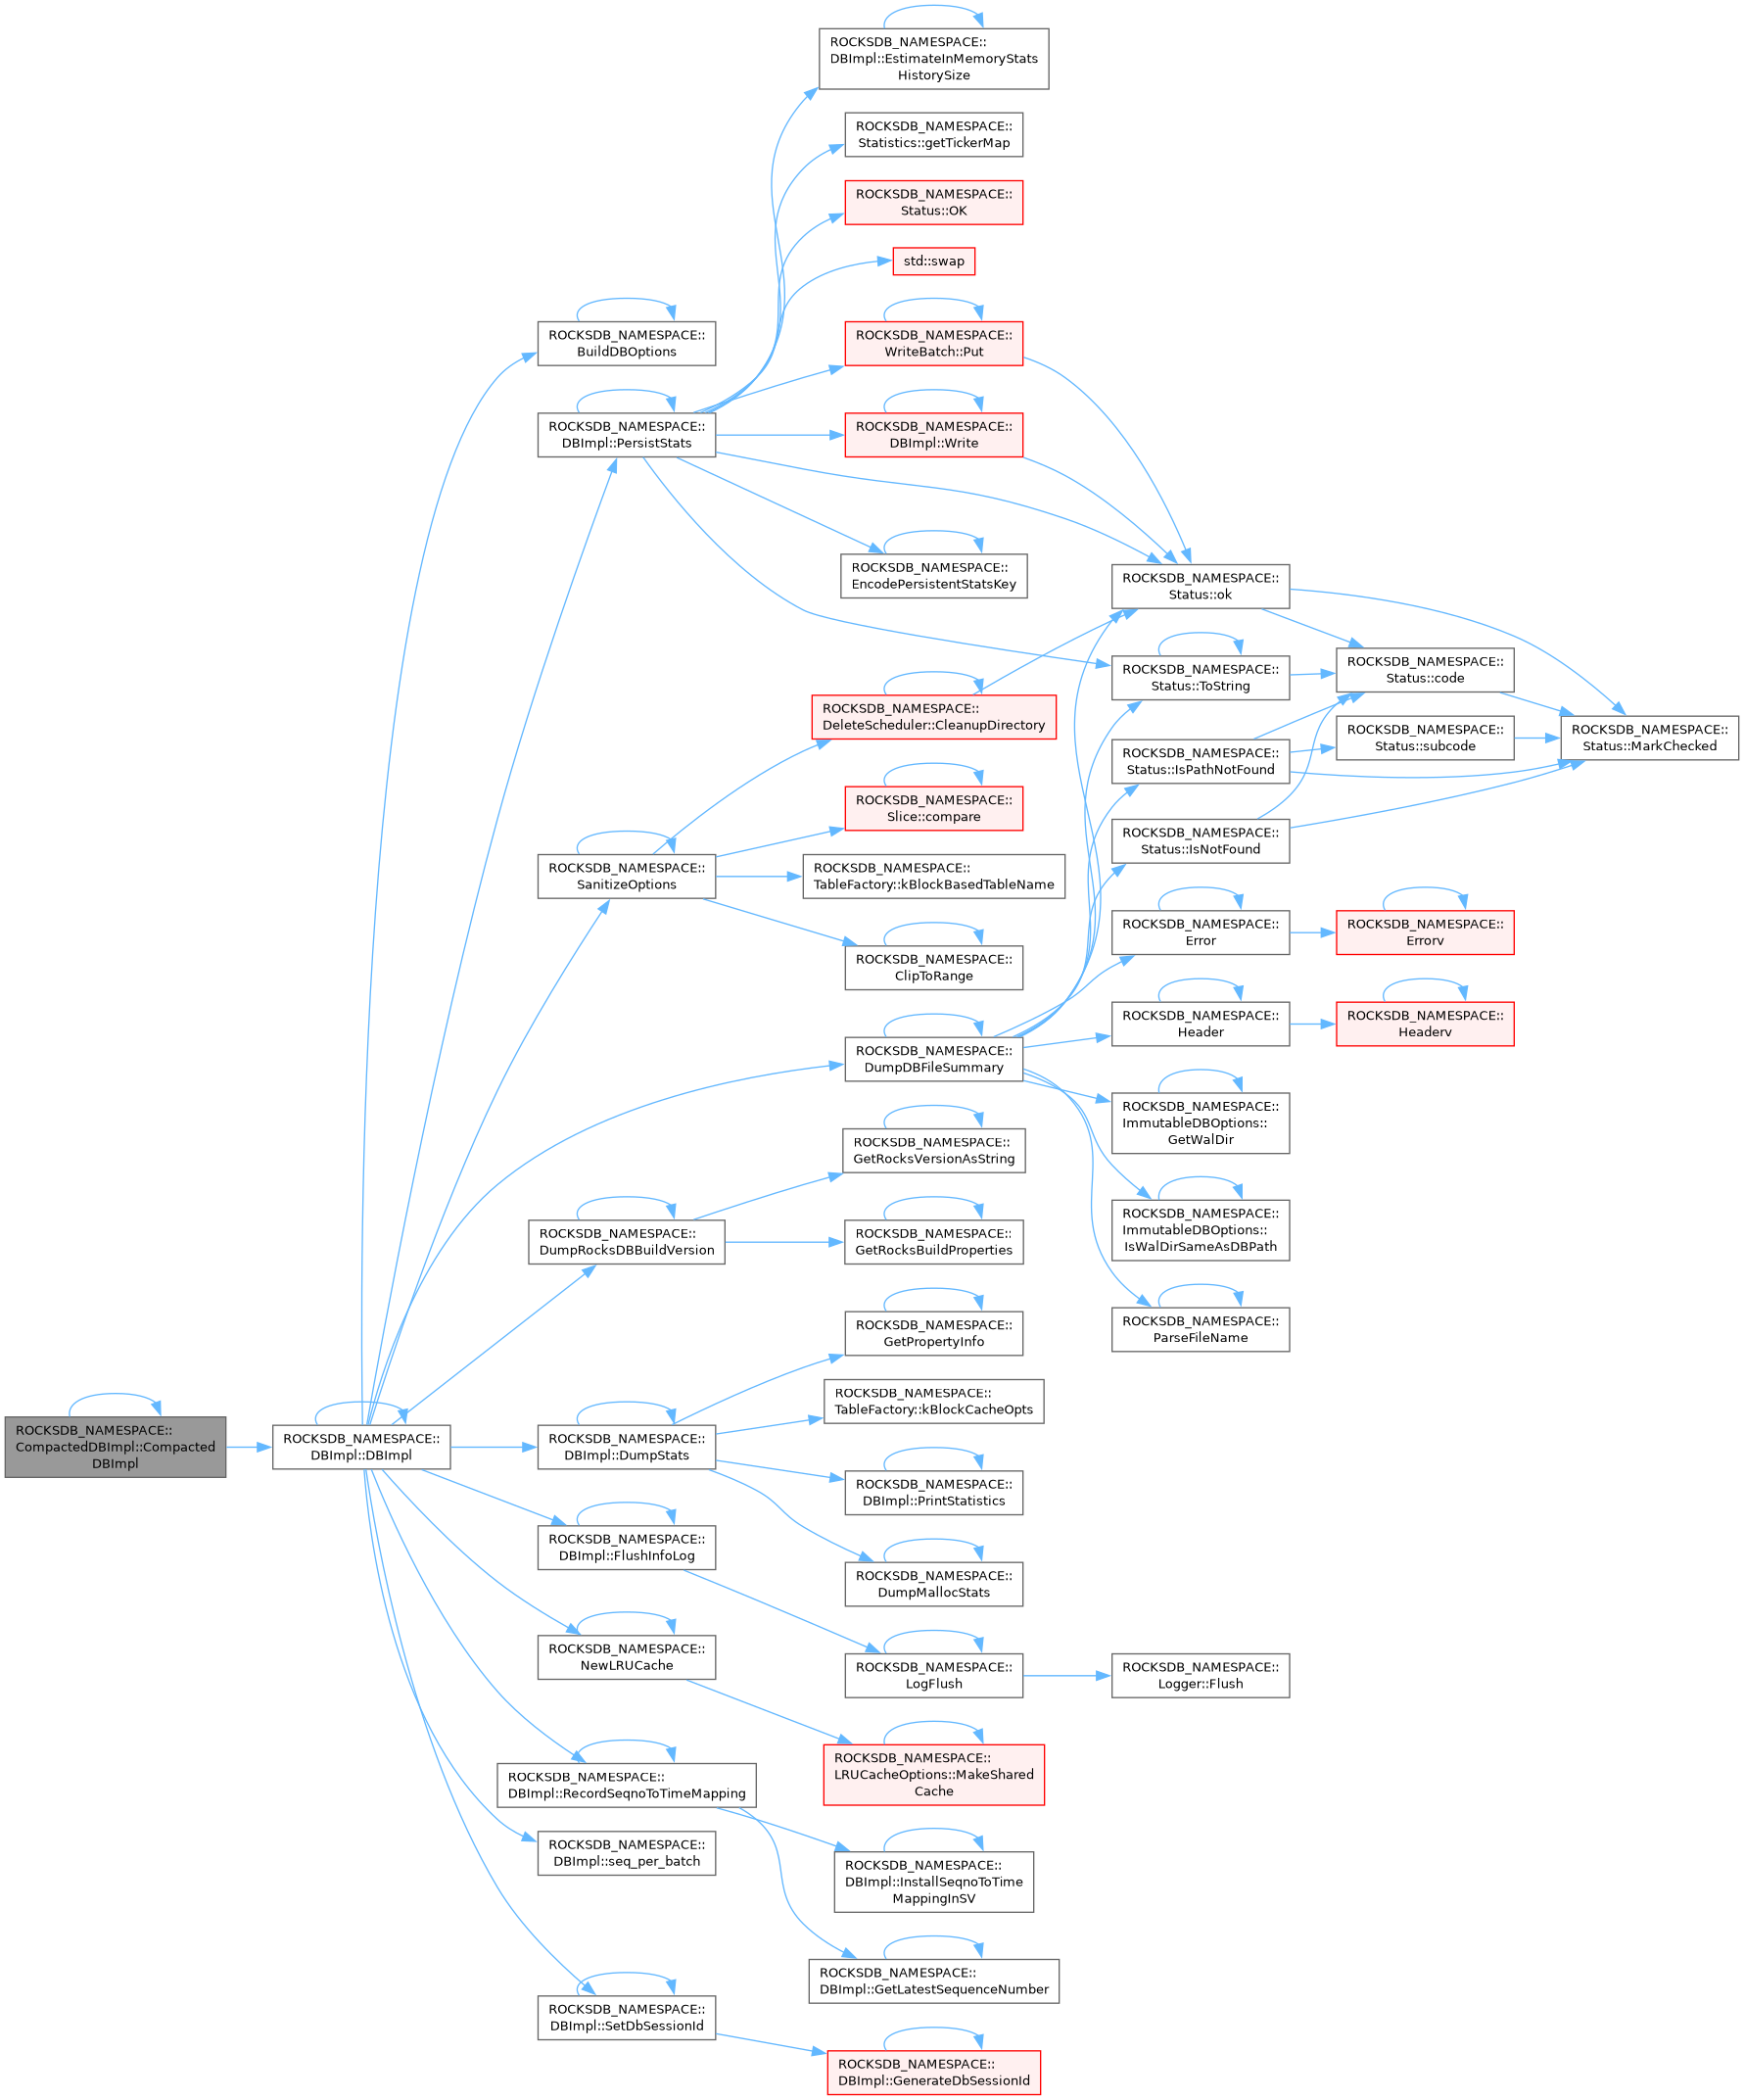 ROCKSDB_NAMESPACE::
DBImpl::EstimateInMemoryStats
HistorySize
ROCKSDB_NAMESPACE::
Statistics::getTickerMap
ROCKSDB_NAMESPACE::
Status::OK
std::swap
ROCKSDB_NAMESPACE::
BuildDBOptions
ROCKSDB_NAMESPACE::
WriteBatch::Put
ROCKSDB_NAMESPACE::
DBImpl::PersistStats
ROCKSDB_NAMESPACE::
DBImpl::Write
ROCKSDB_NAMESPACE::
EncodePersistentStatsKey
ROCKSDB_NAMESPACE::
Status::ok
ROCKSDB_NAMESPACE::
Status::ToString
ROCKSDB_NAMESPACE::
Status::code
ROCKSDB_NAMESPACE::
DeleteScheduler::CleanupDirectory
ROCKSDB_NAMESPACE::
Status::subcode
ROCKSDB_NAMESPACE::
Status::MarkChecked
ROCKSDB_NAMESPACE::
Status::IsPathNotFound
ROCKSDB_NAMESPACE::
Slice::compare
ROCKSDB_NAMESPACE::
Status::IsNotFound
ROCKSDB_NAMESPACE::
SanitizeOptions
ROCKSDB_NAMESPACE::
TableFactory::kBlockBasedTableName
ROCKSDB_NAMESPACE::
Error
ROCKSDB_NAMESPACE::
Errorv
ROCKSDB_NAMESPACE::
ClipToRange
ROCKSDB_NAMESPACE::
Header
ROCKSDB_NAMESPACE::
Headerv
ROCKSDB_NAMESPACE::
DumpDBFileSummary
ROCKSDB_NAMESPACE::
ImmutableDBOptions::
GetWalDir
ROCKSDB_NAMESPACE::
GetRocksVersionAsString
ROCKSDB_NAMESPACE::
ImmutableDBOptions::
IsWalDirSameAsDBPath
ROCKSDB_NAMESPACE::
DumpRocksDBBuildVersion
ROCKSDB_NAMESPACE::
GetRocksBuildProperties
ROCKSDB_NAMESPACE::
ParseFileName
ROCKSDB_NAMESPACE::
GetPropertyInfo
ROCKSDB_NAMESPACE::
TableFactory::kBlockCacheOpts
ROCKSDB_NAMESPACE::
CompactedDBImpl::Compacted
DBImpl
ROCKSDB_NAMESPACE::
DBImpl::DBImpl
ROCKSDB_NAMESPACE::
DBImpl::DumpStats
ROCKSDB_NAMESPACE::
DBImpl::PrintStatistics
ROCKSDB_NAMESPACE::
DBImpl::FlushInfoLog
ROCKSDB_NAMESPACE::
DumpMallocStats
ROCKSDB_NAMESPACE::
NewLRUCache
ROCKSDB_NAMESPACE::
LogFlush
ROCKSDB_NAMESPACE::
Logger::Flush
ROCKSDB_NAMESPACE::
LRUCacheOptions::MakeShared
Cache
ROCKSDB_NAMESPACE::
DBImpl::RecordSeqnoToTimeMapping
ROCKSDB_NAMESPACE::
DBImpl::seq_per_batch
ROCKSDB_NAMESPACE::
DBImpl::InstallSeqnoToTime
MappingInSV
ROCKSDB_NAMESPACE::
DBImpl::GetLatestSequenceNumber
ROCKSDB_NAMESPACE::
DBImpl::SetDbSessionId
ROCKSDB_NAMESPACE::
DBImpl::GenerateDbSessionId